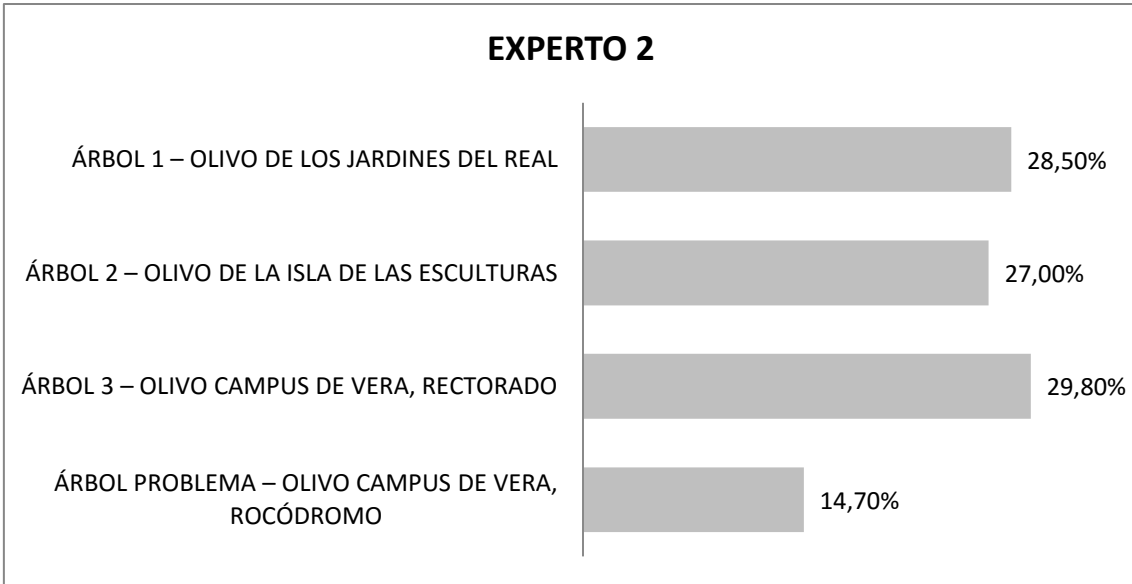 EXPERTO 2
ÁRBOL 1 – OLIVO DE LOS JARDINES DEL REAL
28,50%
ÁRBOL 2 – OLIVO DE LA ISLA DE LAS ESCULTURAS
27,00%
ÁRBOL 3 – OLIVO CAMPUS DE VERA, RECTORADO
29,80%
ÁRBOL PROBLEMA – OLIVO CAMPUS DE VERA,
ROCÓDROMO
14,70%